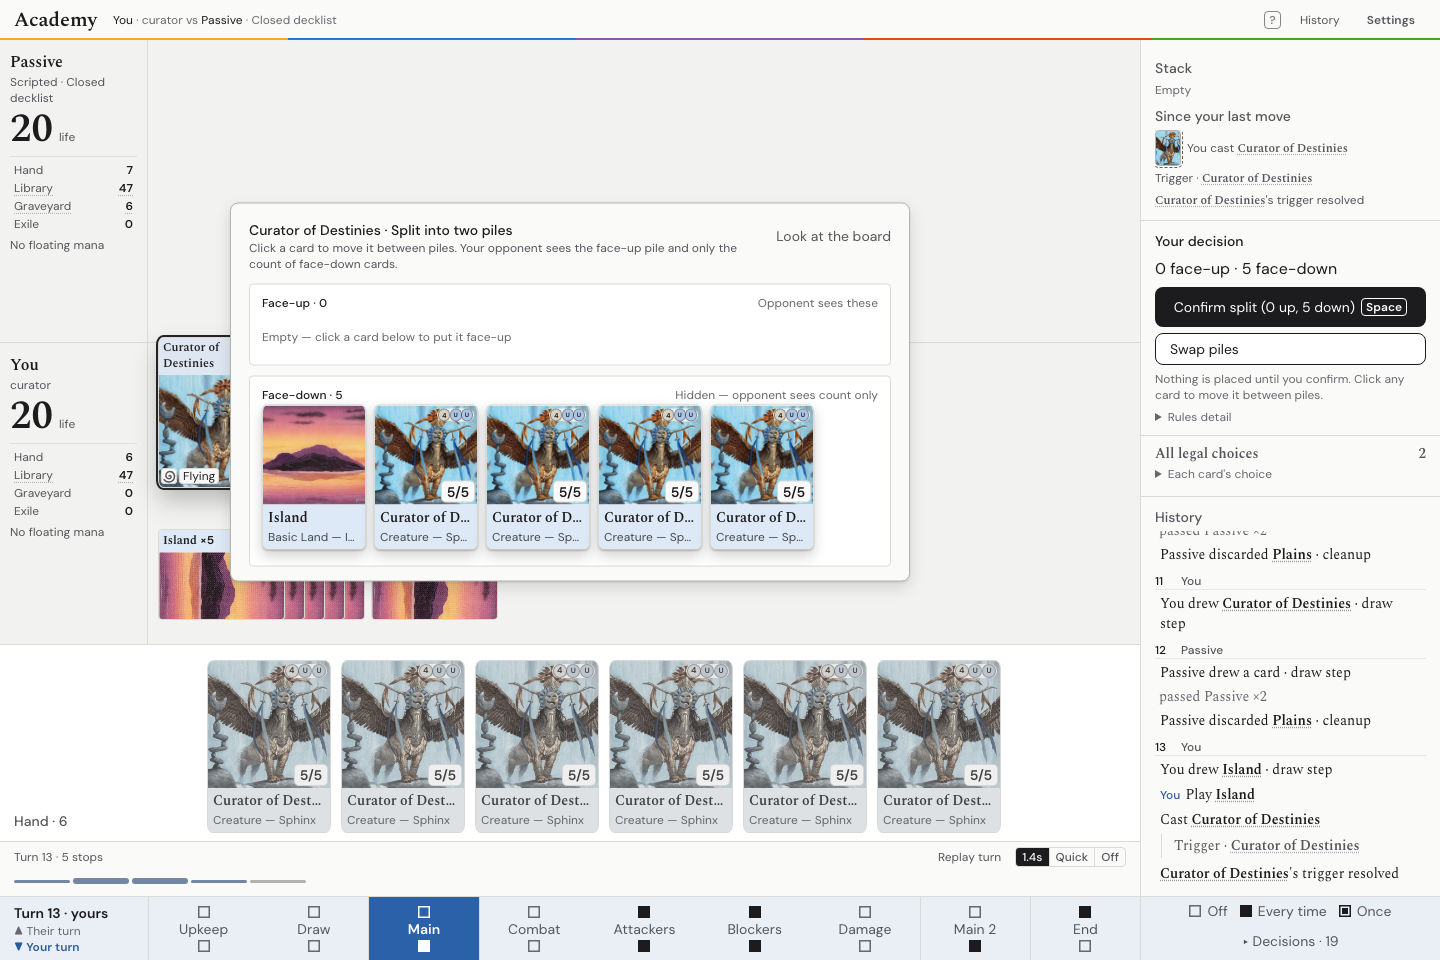 Academy
You · curator vs Passive · Closed decklist
?
History
Settings
Passive
Scripted · Closed
decklist
20 life
Hand 7
Library 47
Graveyard 6
Exile 0
No floating mana
You
curator
20 life
Hand 6
Library 47
Graveyard 0
Exile 0
No floating mana
Curator of
Destinies
Flying
Island ×5
Curator of Destinies · Split into two piles
Click a card to move it between piles. Your opponent sees the face-up pile and only the
count of face-down cards.
Look at the board
Face-up · 0
Opponent sees these
Empty — click a card below to put it face-up
Face-down · 5
Hidden — opponent sees count only
4 U U
4 U U
4 U U
4 U U
5/5
5/5
5/5
5/5
Island
Curator of D...
Curator of D...
Curator of D...
Curator of D...
Basic Land — I...
Creature — Sp...
Creature — Sp...
Creature — Sp...
Creature — Sp...
Hand · 6
4 U U
4 U U
4 U U
4 U U
4 U U
4 U U
5/5
5/5
5/5
5/5
5/5
5/5
Curator of Dest...
Curator of Dest...
Curator of Dest...
Curator of Dest...
Curator of Dest...
Curator of Dest...
Creature — Sphinx
Creature — Sphinx
Creature — Sphinx
Creature — Sphinx
Creature — Sphinx
Creature — Sphinx
Turn 13 · 5 stops
Replay turn
1.4s
Quick
Off
Turn 13 · yours
▲ Their turn
▼ Your turn
Upkeep
Draw
Main
Combat
Attackers
Blockers
Damage
Main 2
End
Stack
Empty
Since your last move
You cast Curator of Destinies
Trigger · Curator of Destinies
Curator of Destinies's trigger resolved
Your decision
0 face-up · 5 face-down
Confirm split (0 up, 5 down) Space
Swap piles
Nothing is placed until you confirm. Click any
card to move it between piles.
▶ Rules detail
All legal choices 2
▶ Each card's choice
History
passed Passive ×2
Passive discarded Plains · cleanup
11 You
You drew Curator of Destinies · draw
step
12 Passive
Passive drew a card · draw step
passed Passive ×2
Passive discarded Plains · cleanup
13 You
You drew Island · draw step
You Play Island
Cast Curator of Destinies
Trigger · Curator of Destinies
Curator of Destinies's trigger resolved
Off
Every time
Once
▸ Decisions · 19